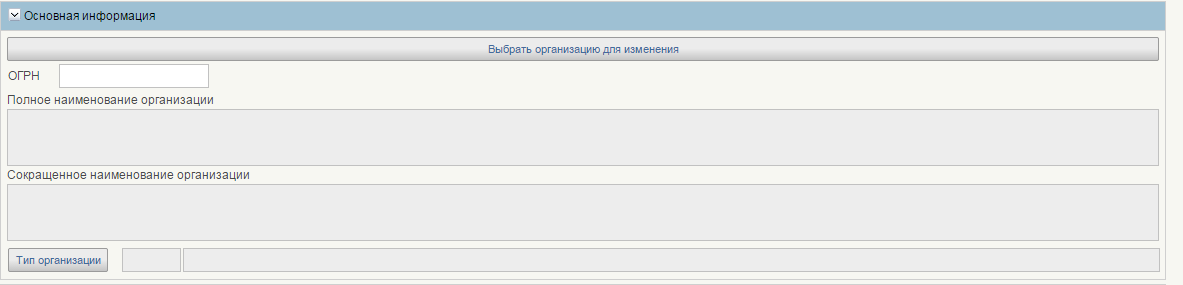 Основная информация
Выбрать организацию для изменения
ОГРН
Полное наименование организации
Сокращенное наименование организации
Тип организации